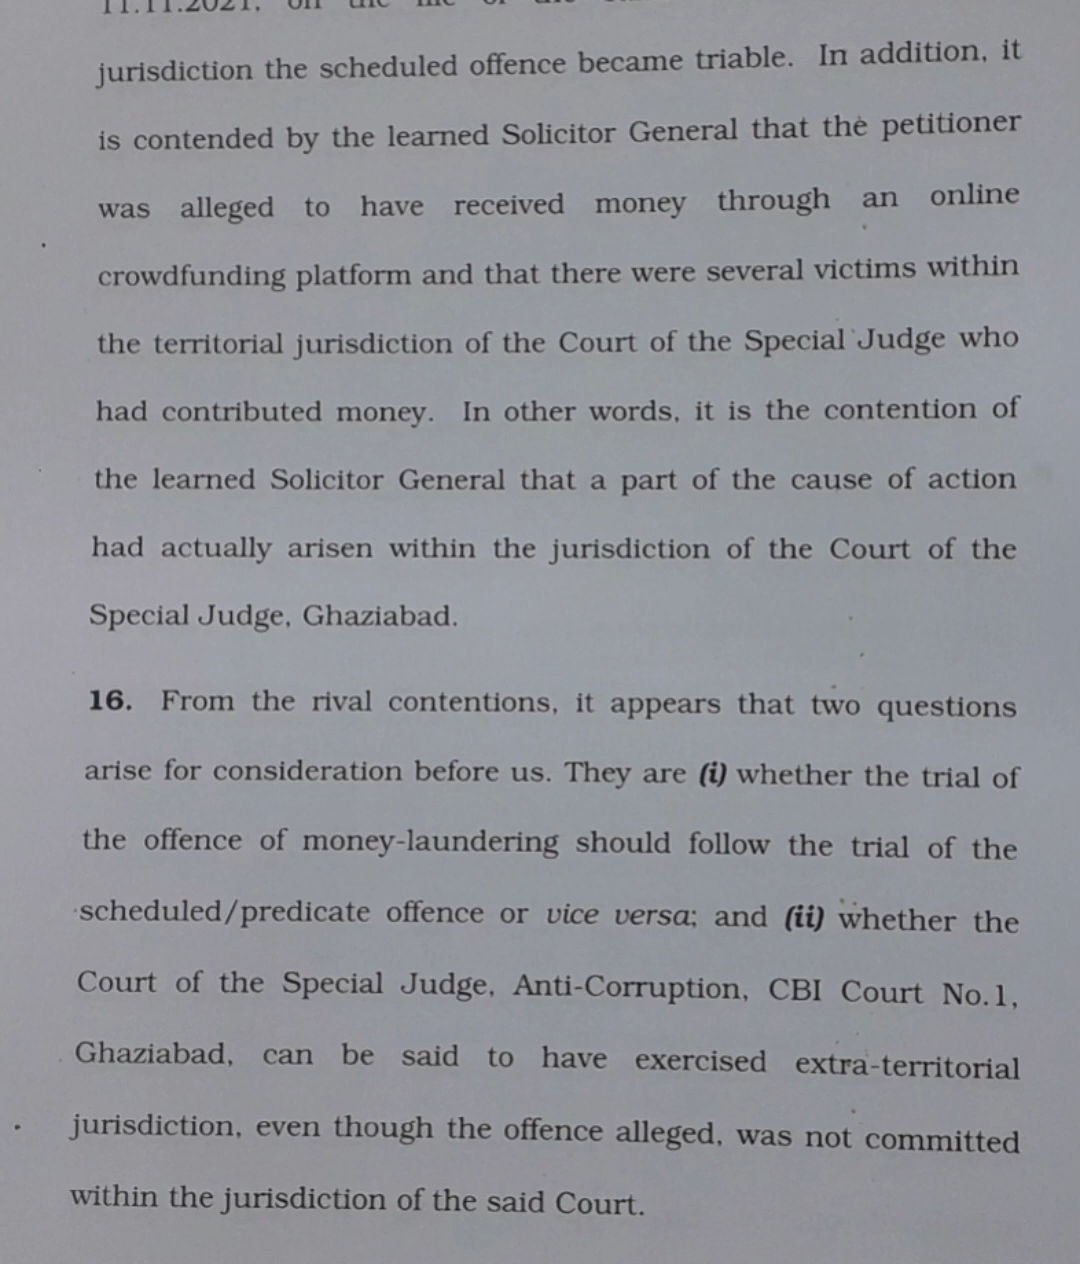 11.11.2021, on the file of the
jurisdiction the scheduled offence became triable. In addition, it
is contended by the learned Solicitor General that the petitioner
was alleged to have received money through an online
crowdfunding platform and that there were several victims within
the territorial jurisdiction of the Court of the Special Judge who
had contributed money. In other words, it is the contention of
the learned Solicitor General that a part of the cause of action
had actually arisen within the jurisdiction of the Court of the
Special Judge, Ghaziabad.
16. From the rival contentions, it appears that two questions
arise for consideration before us. They are (i) whether the trial of
the offence of money-laundering should follow the trial of the
scheduled/predicate offence or vice versa; and (ii) whether the
Court of the Special Judge, Anti-Corruption, CBI Court No.1,
Ghaziabad, can be said to have exercised extra-territorial
jurisdiction, even though the offence alleged, was not committed
within the jurisdiction of the said Court.